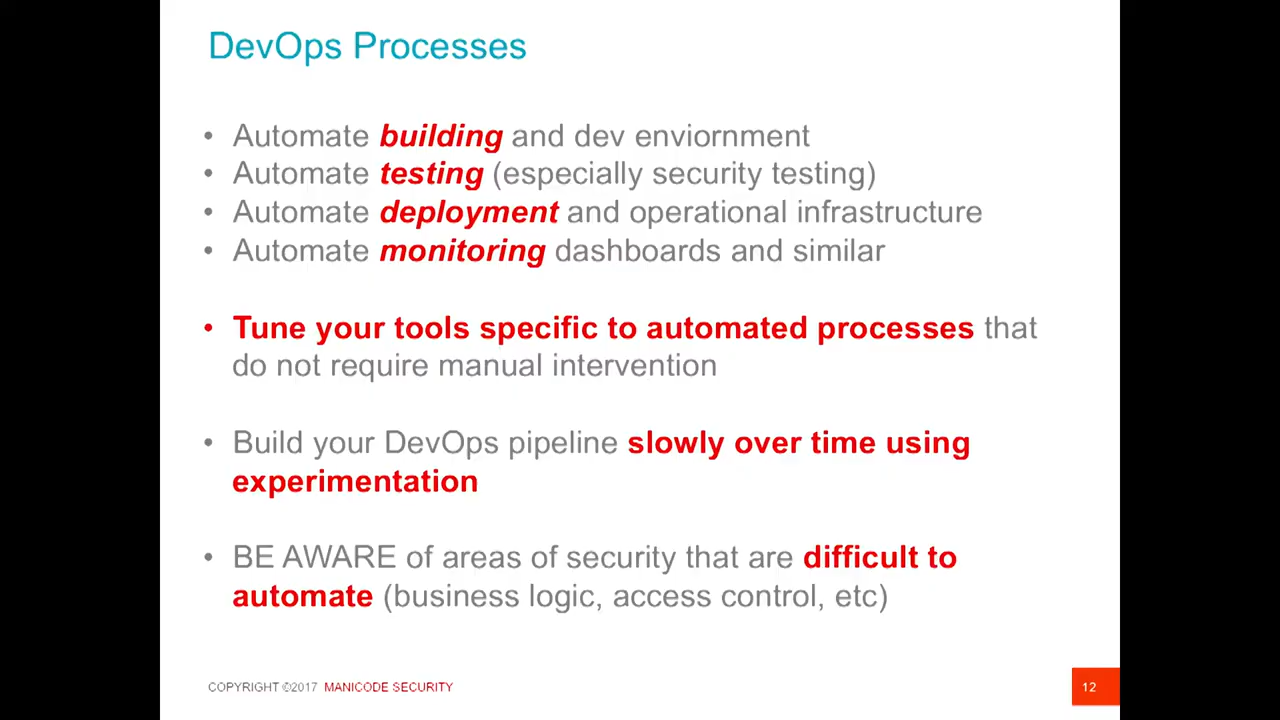 DevOps Processes
• Automate building and dev enviornment
• Automate testing (especially security testing)
• Automate deployment and operational infrastructure
• Automate monitoring dashboards and similar
• Tune your tools specific to automated processes that
do not require manual intervention
• Build your DevOps pipeline slowly over time using
experimentation
• BE AWARE of areas of security that are difficult to
automate (business logic, access control, etc)
COPYRIGHT ©2017 MANICODE SECURITY
12